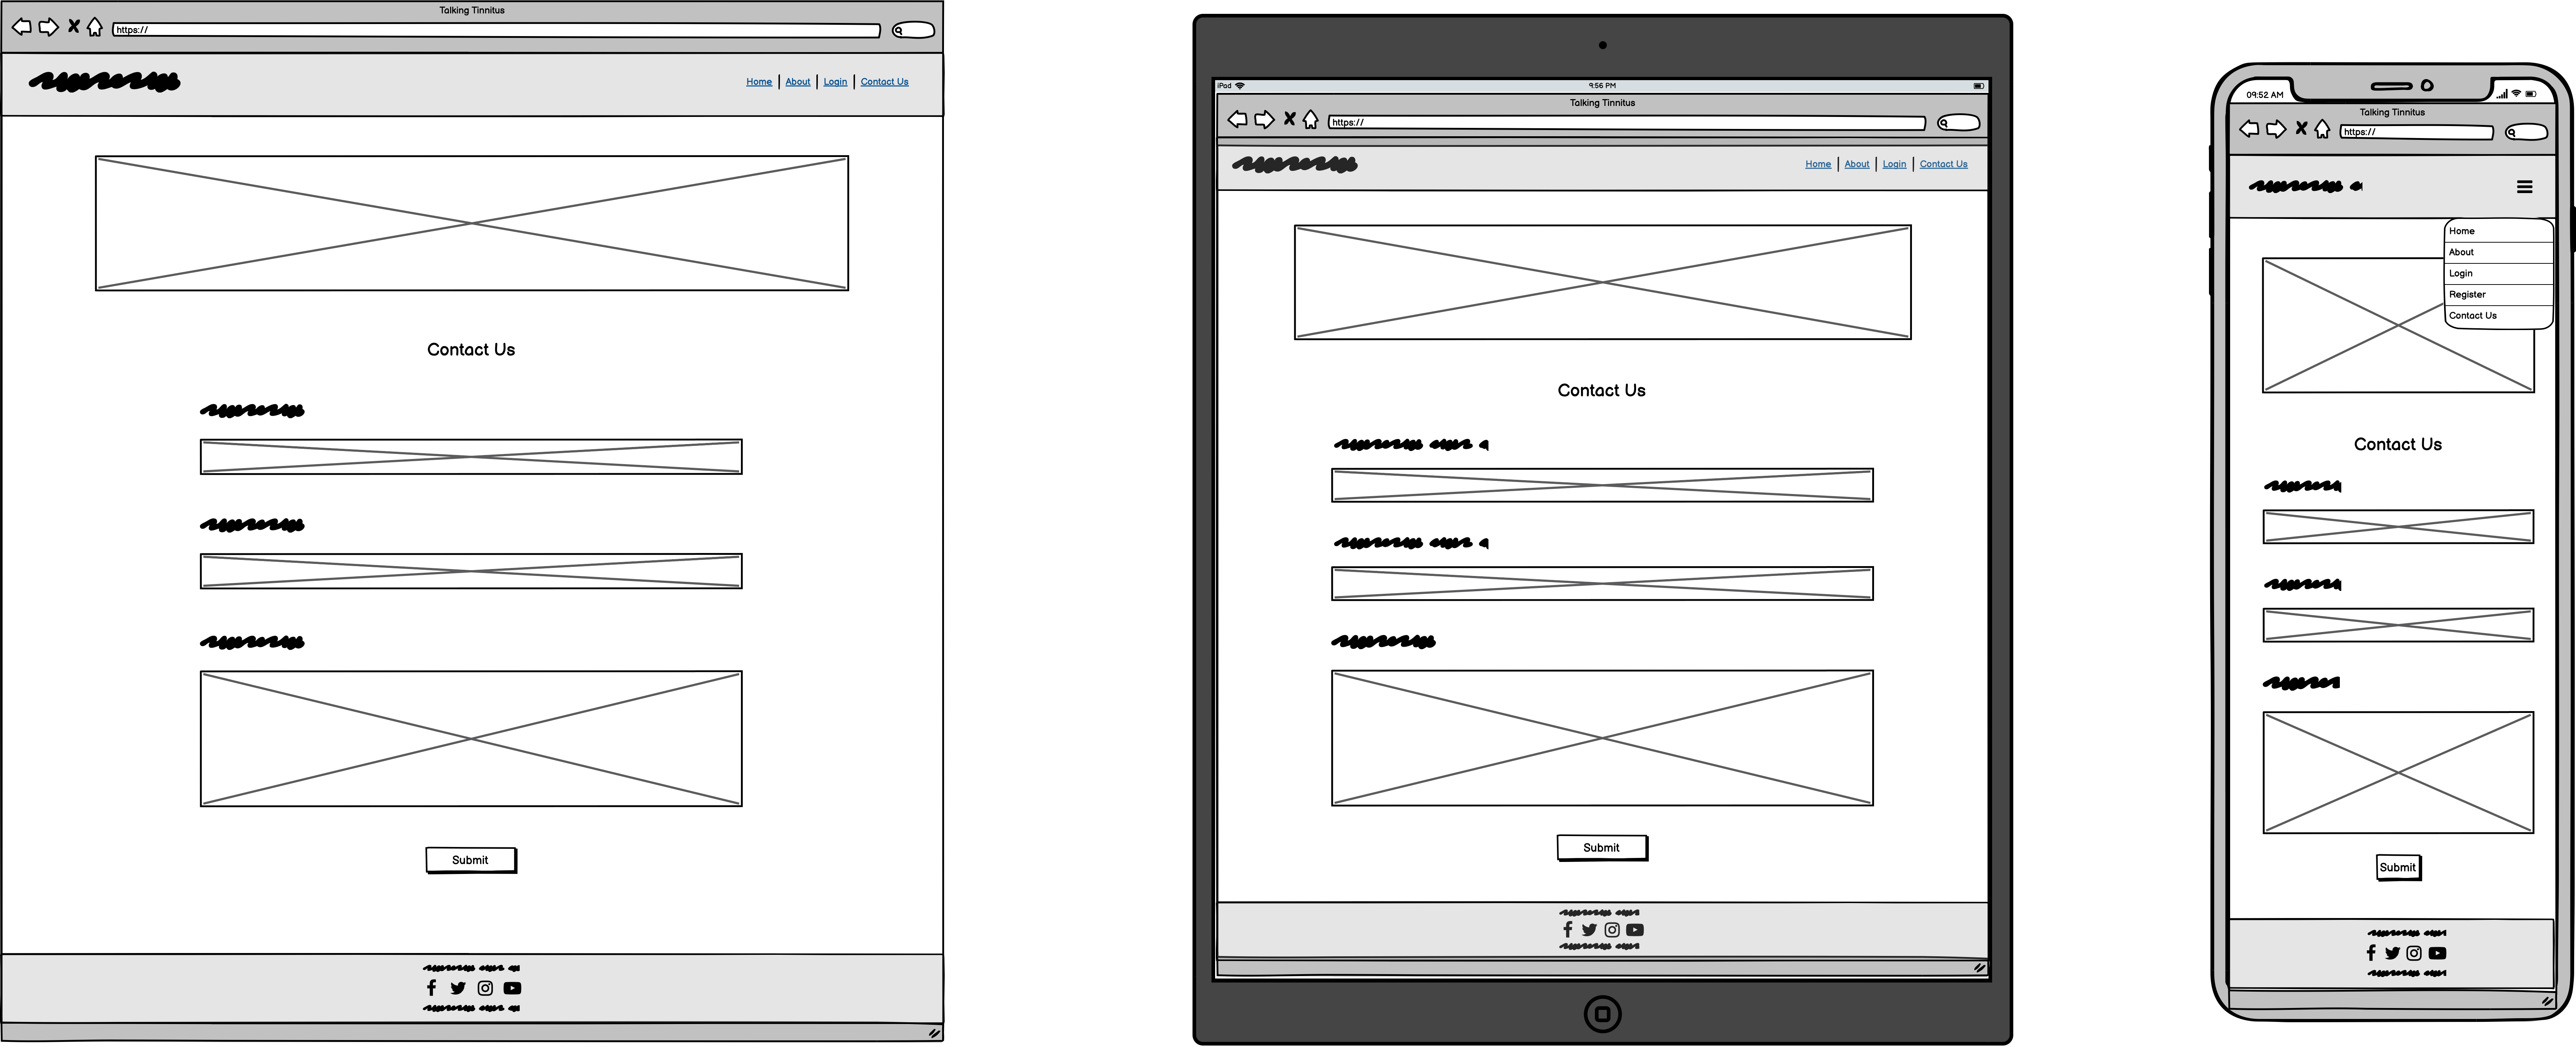 Talking Tinnitus
https://
Home | About | Login | Contact Us
Contact Us
Submit
iPad 9:56 PM
Talking Tinnitus
https://
Home | About | Login | Contact Us
Contact Us
Submit
09:52 AM
Talking Tinnitus
https://
Home
About
Login
Register
Contact Us
Contact Us
Submit